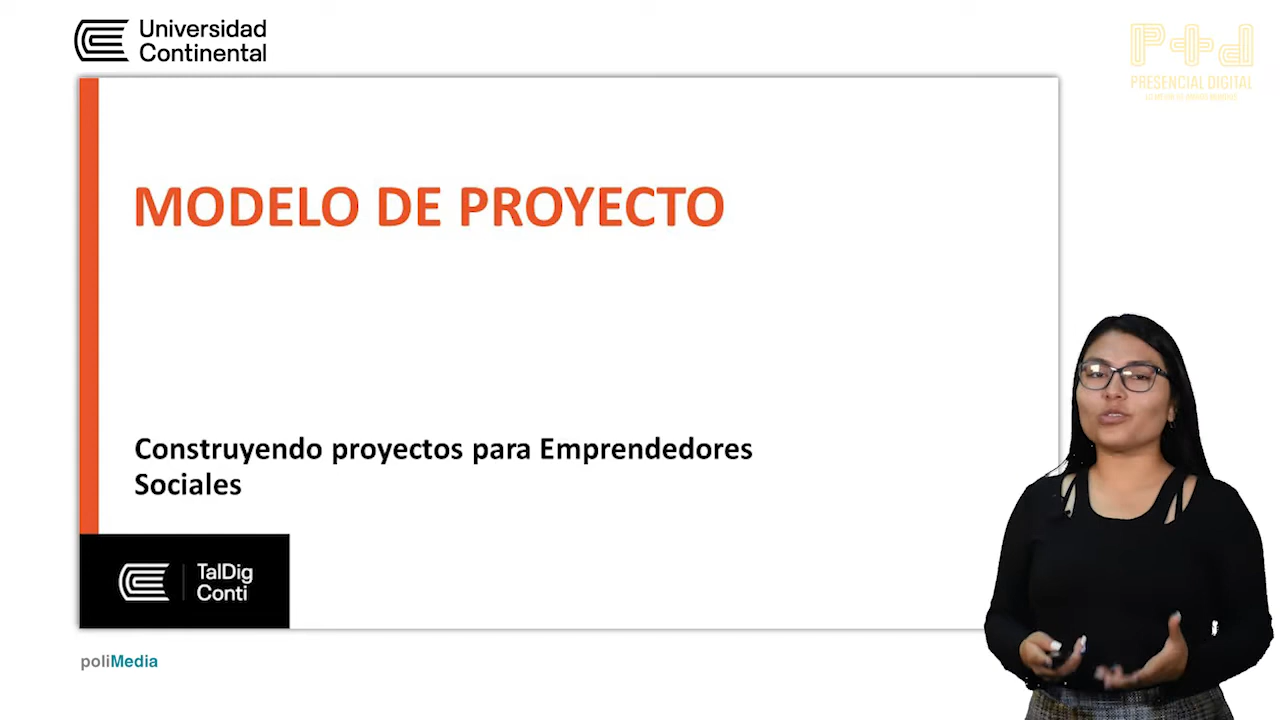 Universidad
Continental
P+d
PRESENCIAL DIGITAL
MODELO DE PROYECTO
Construyendo proyectos para Emprendedores
Sociales
TalDig
Conti
poliMedia